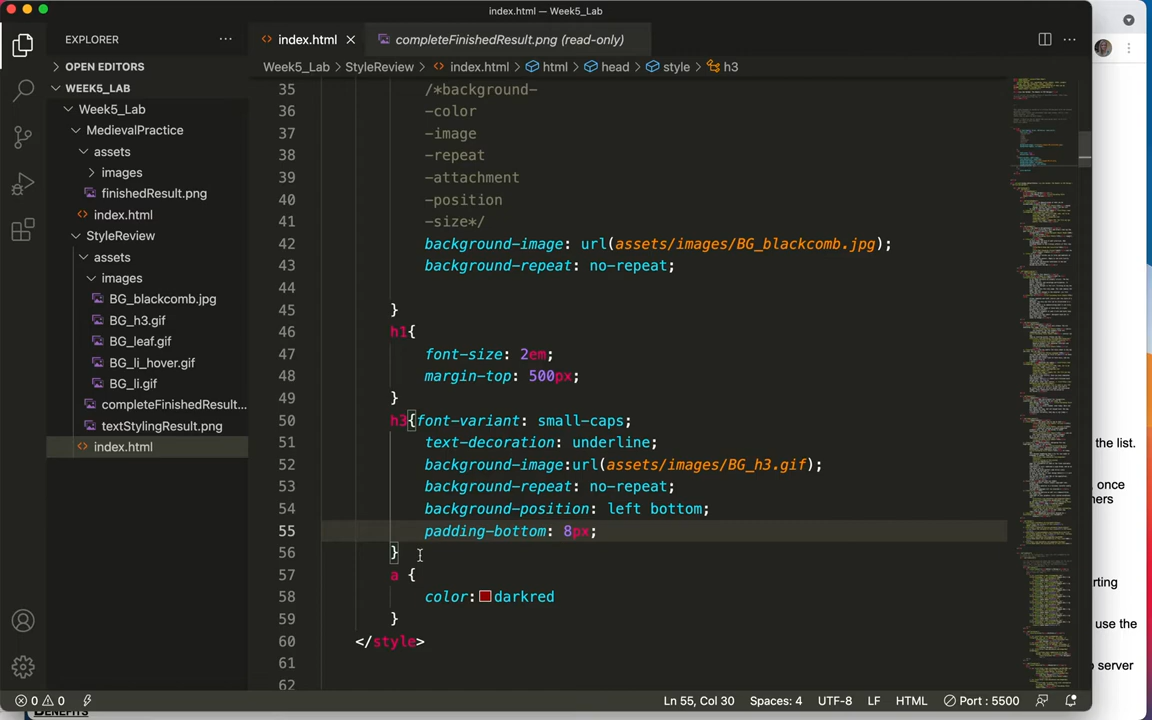 index.html — Week5_Lab
EXPLORER
index.html
completeFinishedResult.png (read-only)
OPEN EDITORS
Week5_Lab > StyleReview > index.html > html > head > style > h3
WEEK5_LAB
Week5_Lab
MedievalPractice
assets
images
finishedResult.png
index.html
StyleReview
assets
images
BG_blackcomb.jpg
BG_h3.gif
BG_leaf.gif
BG_li_hover.gif
BG_li.gif
completeFinishedResult...
textStylingResult.png
index.html
35 /*background-
36 -color
37 -image
38 -repeat
39 -attachment
40 -position
41 -size*/
42 background-image: url(assets/images/BG_blackcomb.jpg);
43 background-repeat: no-repeat;
44
45 }
46 h1{
47 font-size: 2em;
48 margin-top: 500px;
49 }
50 h3{font-variant: small-caps;
51 text-decoration: underline;
52 background-image:url(assets/images/BG_h3.gif);
53 background-repeat: no-repeat;
54 background-position: left bottom;
55 padding-bottom: 8px;
56 }
57 a {
58 color: darkred
59 }
60 </style>
61
62
the list.
, once
ners
rting
use the
server
0 0
Ln 55, Col 30
Spaces: 4
UTF-8
LF
HTML
Port : 5500
BENEFITS